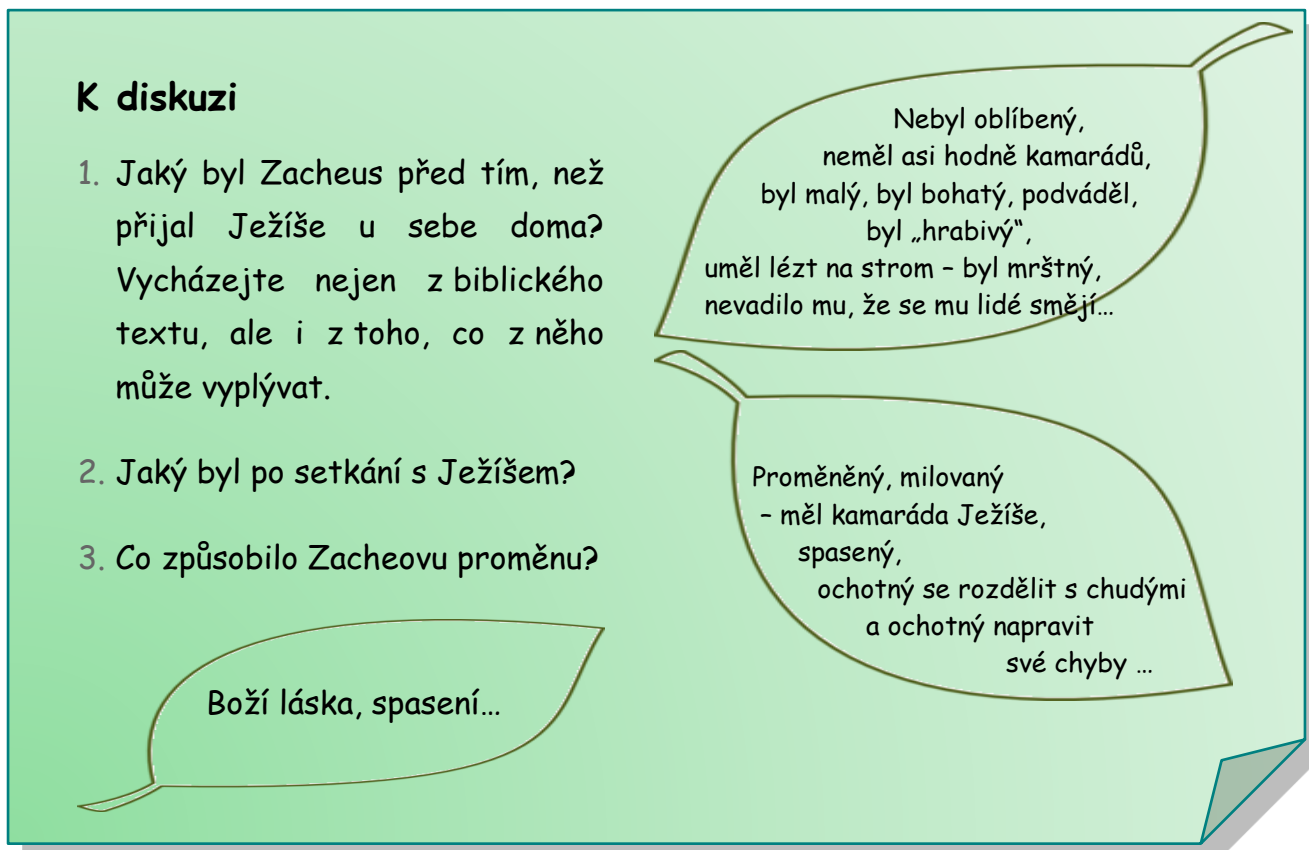 K diskuzi
1. Jaký byl Zacheus před tím, než
přijal Ježíše u sebe doma?
Vycházejte nejen z biblického
textu, ale i z toho, co z něho
může vyplývat.
2. Jaký byl po setkání s Ježíšem?
3. Co způsobilo Zacheovu proměnu?
Boží láska, spasení…
Nebyl oblíbený,
neměl asi hodně kamarádů,
byl malý, byl bohatý, podváděl,
byl „hrabivý“,
uměl lézt na strom – byl mrštný,
nevadilo mu, že se mu lidé smějí…
Proměněný, milovaný
– měl kamaráda Ježíše,
spasený,
ochotný se rozdělit s chudými
a ochotný napravit
své chyby …